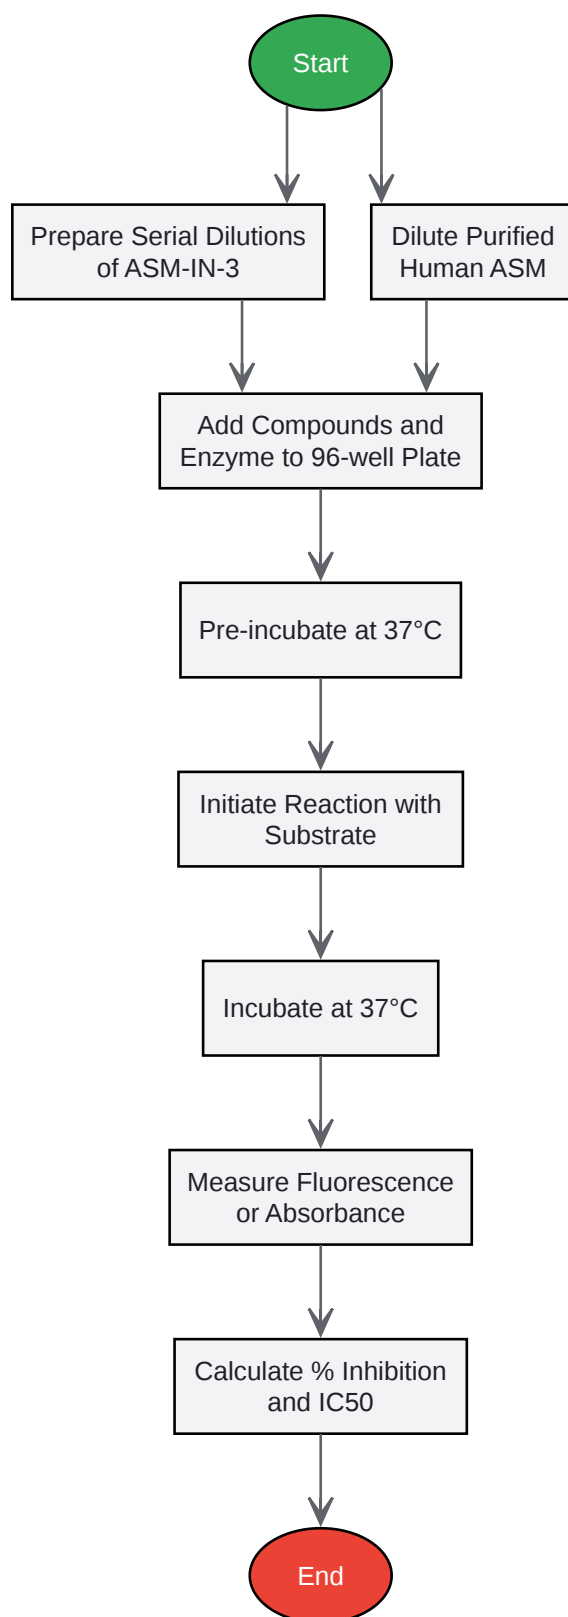 Start
Prepare Serial Dilutions
of ASM-IN-3
Dilute Purified
Human ASM
Add Compounds and
Enzyme to 96-well Plate
Pre-incubate at 37°C
Initiate Reaction with
Substrate
Incubate at 37°C
Measure Fluorescence
or Absorbance
Calculate % Inhibition
and IC50
End